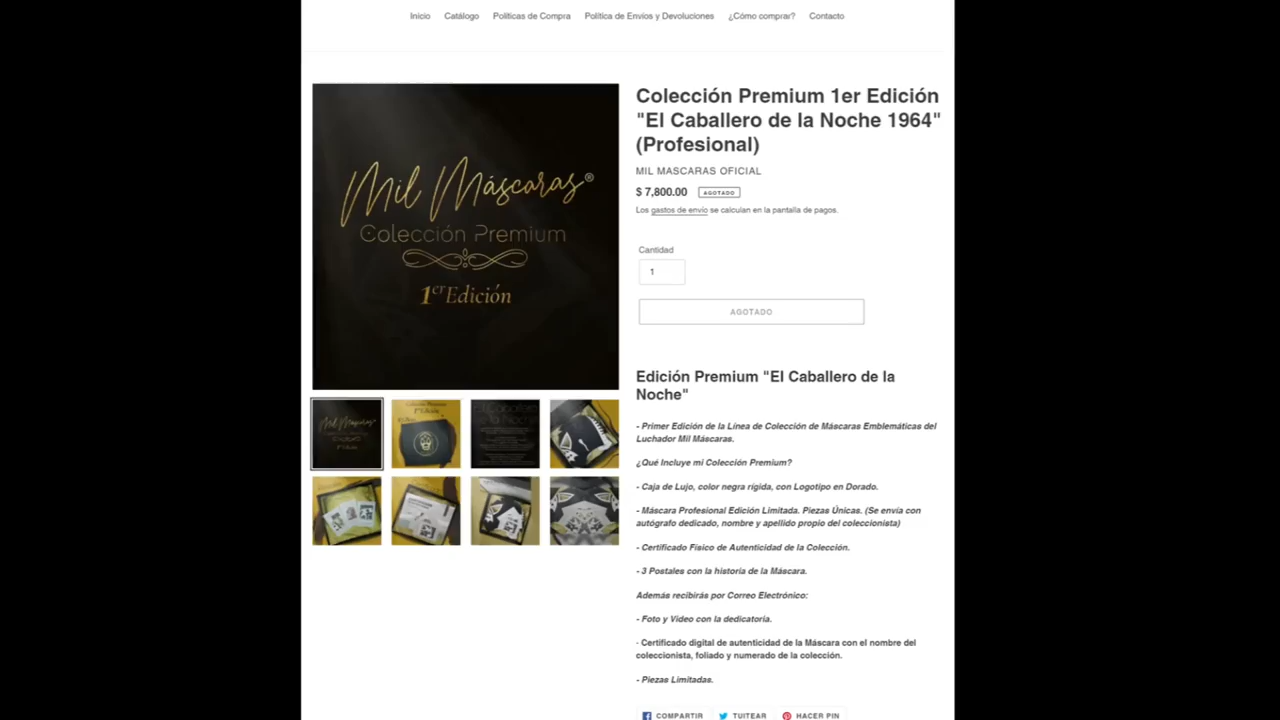 Inicio Catálogo Políticas de Compra Política de Envíos y Devoluciones ¿Cómo comprar? Contacto
Mil Máscaras®
Colección Premium
1er Edición
Colección Premium 1er Edición
"El Caballero de la Noche 1964"
(Profesional)
MIL MASCARAS OFICIAL
$ 7,800.00 AGOTADO
Los gastos de envío se calculan en la pantalla de pagos.
Cantidad
1
AGOTADO
Edición Premium "El Caballero de la
Noche"
- Primer Edición de la Línea de Colección de Máscaras Emblemáticas del
Luchador Mil Máscaras.
¿Qué Incluye mi Colección Premium?
- Caja de Lujo, color negra rígida, con Logotipo en Dorado.
- Máscara Profesional Edición Limitada. Piezas Únicas. (Se envía con
autógrafo dedicado, nombre y apellido propio del coleccionista)
- Certificado Físico de Autenticidad de la Colección.
- 3 Postales con la historia de la Máscara.
Además recibirás por Correo Electrónico:
- Foto y Video con la dedicatoria.
- Certificado digital de autenticidad de la Máscara con el nombre del
coleccionista, foliado y numerado de la colección.
- Piezas Limitadas.
COMPARTIR TUITEAR HACER PIN